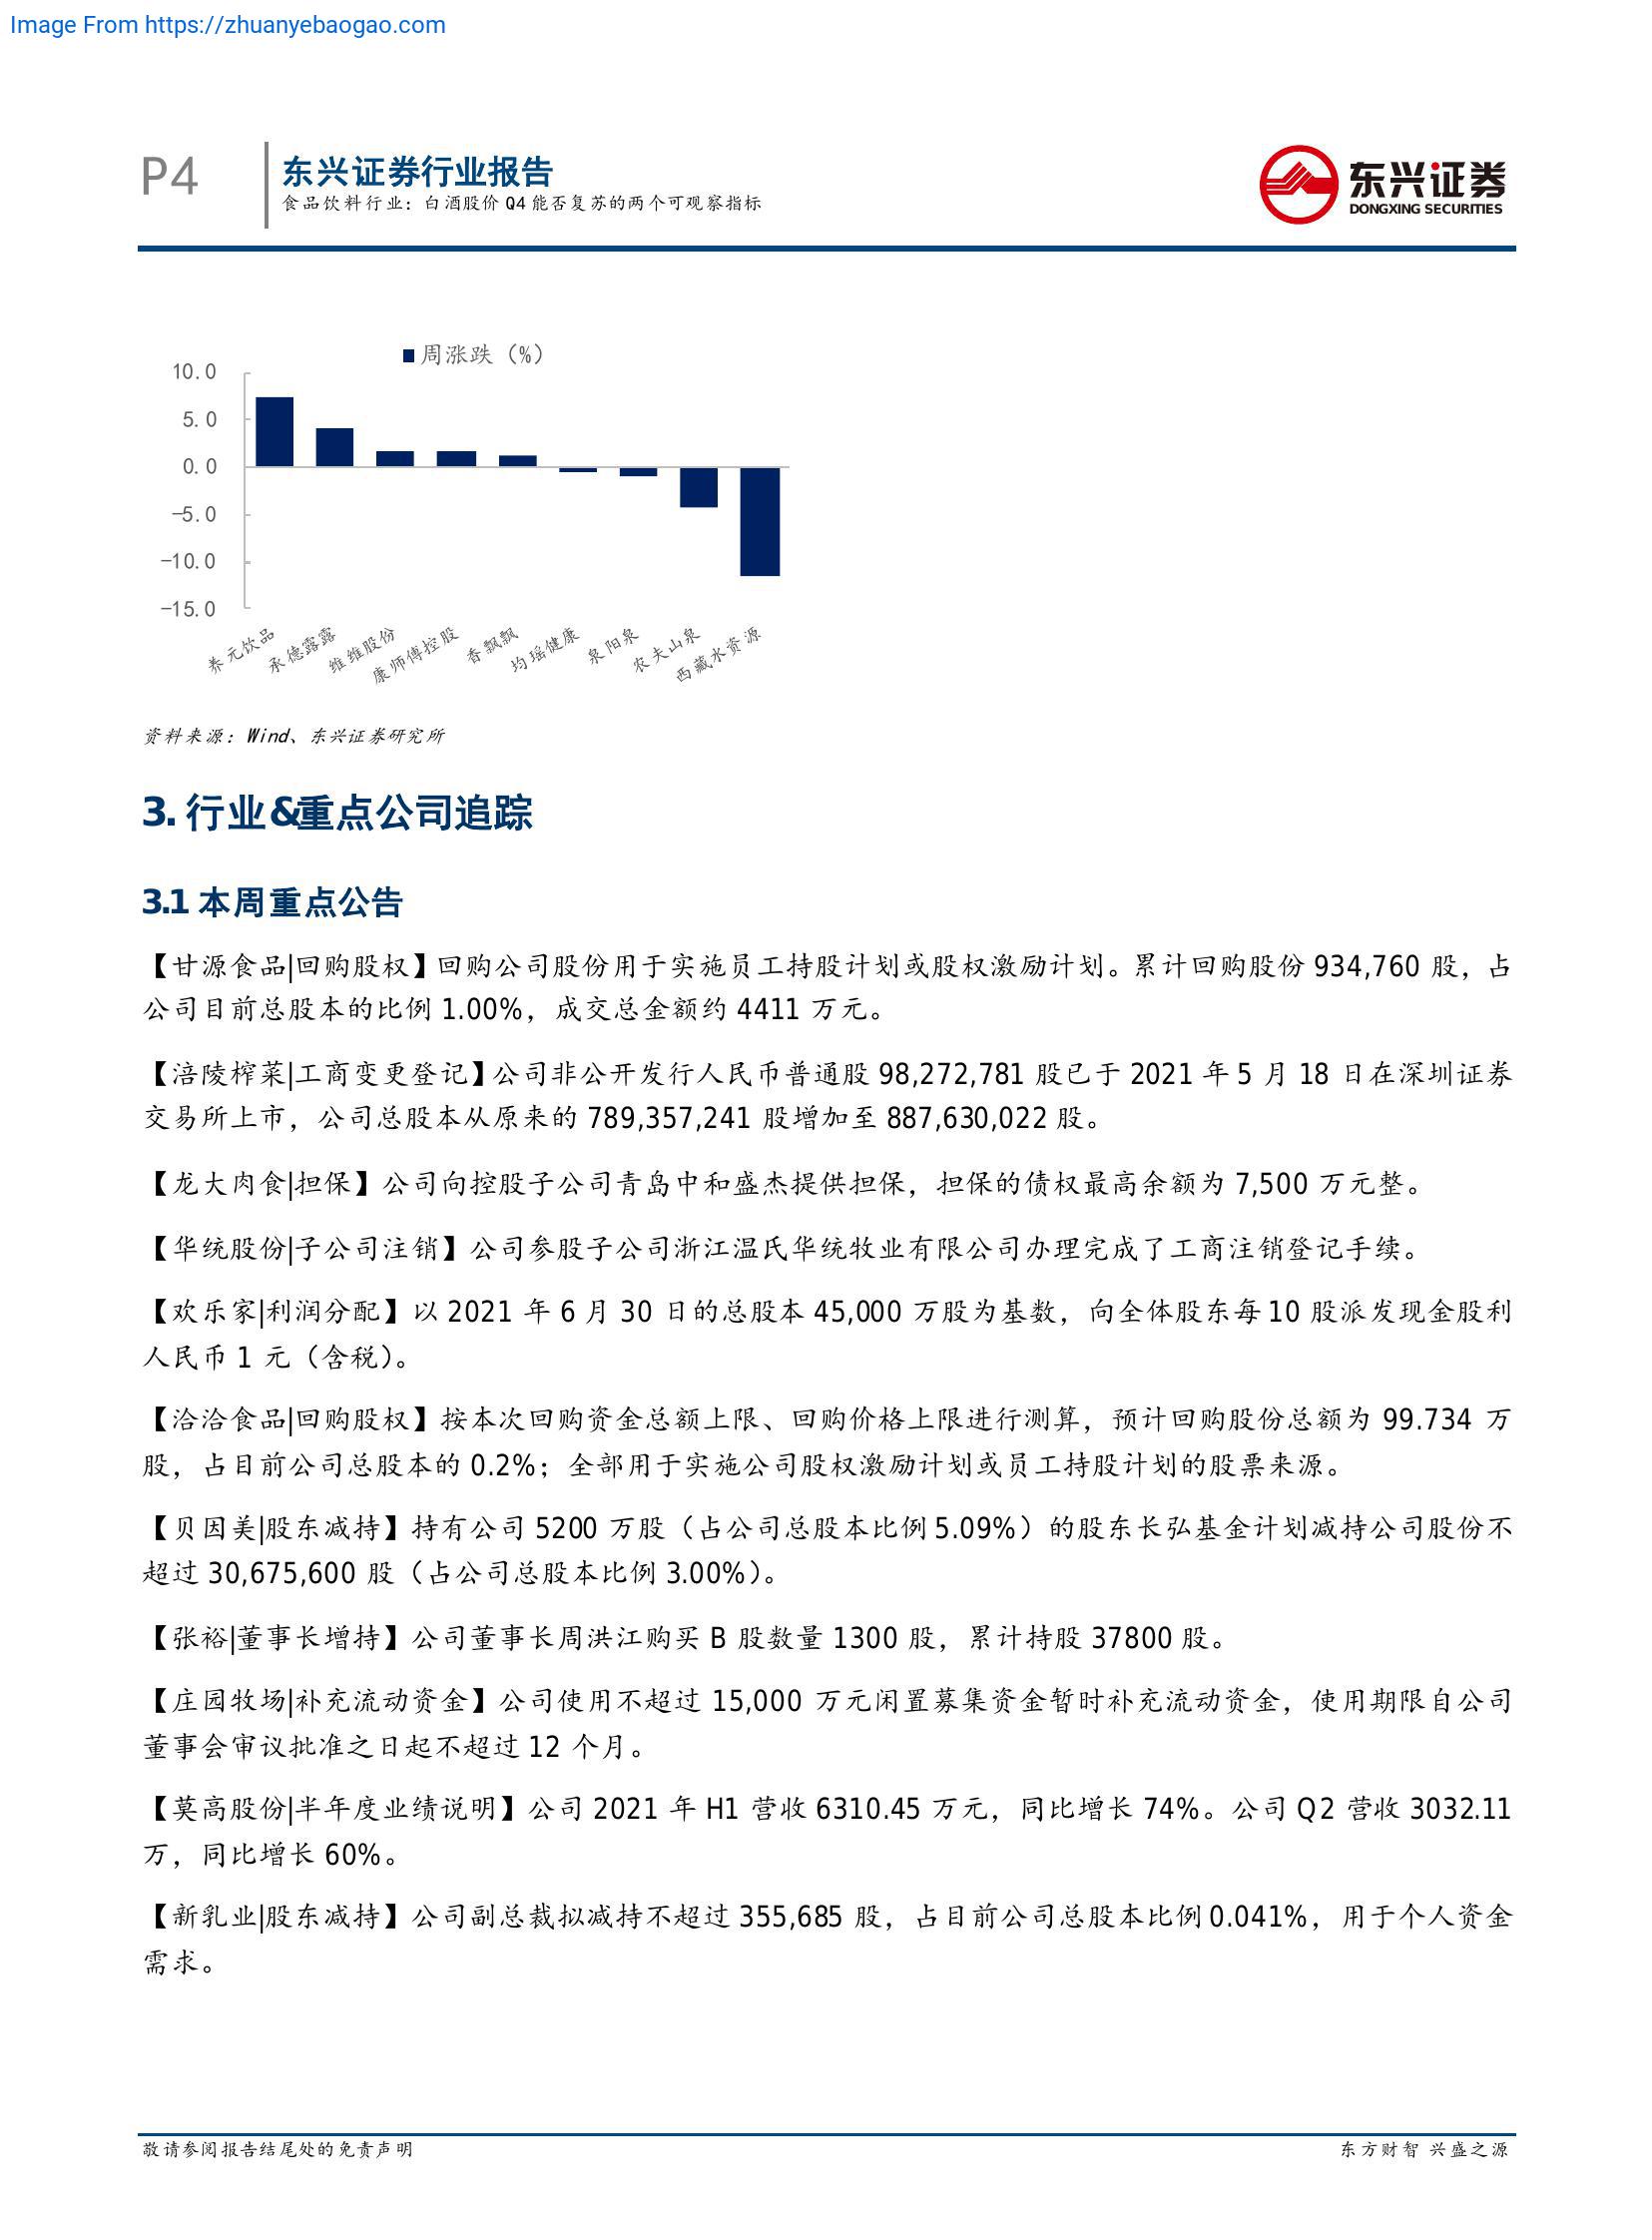 Image From https://zhuanyebaogao.com
P4
东兴证券行业报告
食品饮料行业：白酒股价 Q4 能否复苏的两个可观察指标
东兴证券
DONGXING SECURITIES
周涨跌（%）
10.0
5.0
0.0
-5.0
-10.0
-15.0
养元饮品
承德露露
维维股份
康师傅控股
香飘飘
均瑶健康
泉阳泉
农夫山泉
西藏水资源
资料来源：Wind、东兴证券研究所
3. 行业&重点公司追踪
3.1 本周重点公告
【甘源食品|回购股权】回购公司股份用于实施员工持股计划或股权激励计划。累计回购股份 934,760 股，占
公司目前总股本的比例 1.00%，成交总金额约 4411 万元。
【涪陵榨菜|工商变更登记】公司非公开发行人民币普通股 98,272,781 股已于 2021 年 5 月 18 日在深圳证券
交易所上市，公司总股本从原来的 789,357,241 股增加至 887,630,022 股。
【龙大肉食|担保】公司向控股子公司青岛中和盛杰提供担保，担保的债权最高余额为 7,500 万元整。
【华统股份|子公司注销】公司参股子公司浙江温氏华统牧业有限公司办理完成了工商注销登记手续。
【欢乐家|利润分配】以 2021 年 6 月 30 日的总股本 45,000 万股为基数，向全体股东每 10 股派发现金股利
人民币 1 元（含税）。
【洽洽食品|回购股权】按本次回购资金总额上限、回购价格上限进行测算，预计回购股份总额为 99.734 万
股，占目前公司总股本的 0.2%；全部用于实施公司股权激励计划或员工持股计划的股票来源。
【贝因美|股东减持】持有公司 5200 万股（占公司总股本比例 5.09%）的股东长弘基金计划减持公司股份不
超过 30,675,600 股（占公司总股本比例 3.00%）。
【张裕|董事长增持】公司董事长周洪江购买 B 股数量 1300 股，累计持股 37800 股。
【庄园牧场|补充流动资金】公司使用不超过 15,000 万元闲置募集资金暂时补充流动资金，使用期限自公司
董事会审议批准之日起不超过 12 个月。
【莫高股份|半年度业绩说明】公司 2021 年 H1 营收 6310.45 万元，同比增长 74%。公司 Q2 营收 3032.11
万，同比增长 60%。
【新乳业|股东减持】公司副总裁拟减持不超过 355,685 股，占目前公司总股本比例 0.041%，用于个人资金
需求。
敬请参阅报告结尾处的免责声明
东方财智 兴盛之源